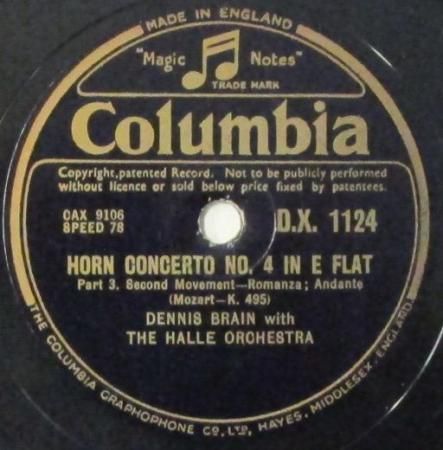 MADE IN ENGLAND
"Magic Notes"
TRADE MARK
Columbia
Copyright, patented Record. Not to be publicly performed
without licence or sold below price fixed by patentees.
CAX 9106
SPEED 78
D.X. 1124
HORN CONCERTO NO. 4 IN E FLAT
Part 3. Second Movement—Romanza; Andante
(Mozart—K. 495)
DENNIS BRAIN with
THE HALLE ORCHESTRA
THE COLUMBIA GRAPHOPHONE CO, LTD, HAYES, MIDDLESEX. ENGLAND